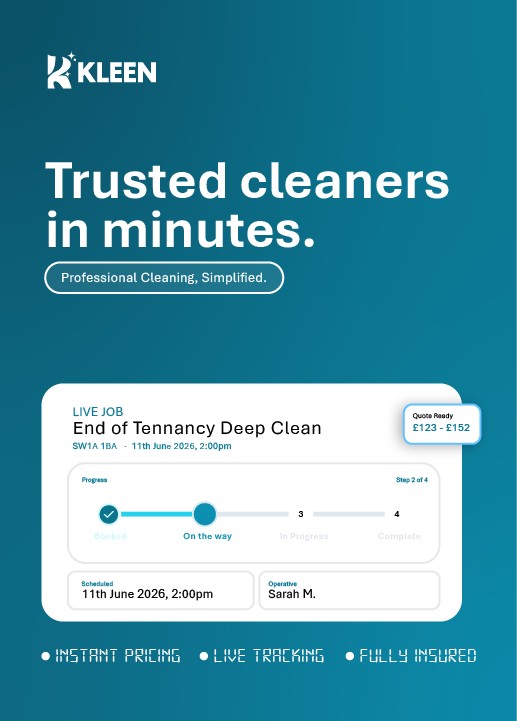 KLEEN
Trusted cleaners
in minutes.
Professional Cleaning, Simplified.
LIVE JOB
End of Tennancy Deep Clean
SW1A 1BA - 11th June 2026, 2:00pm
Quote Ready
£123 - £152
Progress
Step 2 of 4
3
4
Booked
On the way
In Progress
Complete
Scheduled
11th June 2026, 2:00pm
Operative
Sarah M.
INSTANT PRICING
LIVE TRACKING
FULLY INSURED